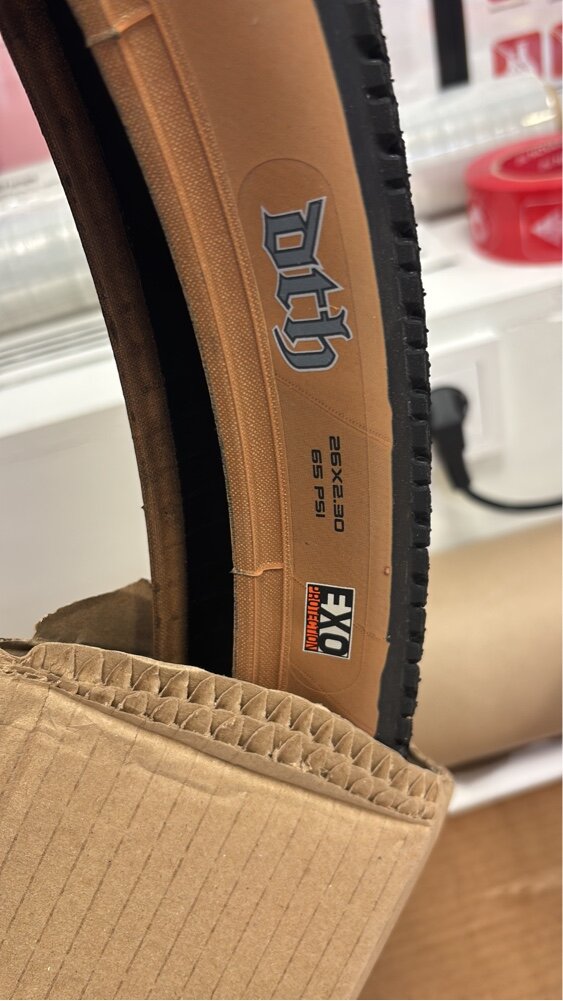 DTH
26X2.30
65 PSI
EXO
PROTECTION